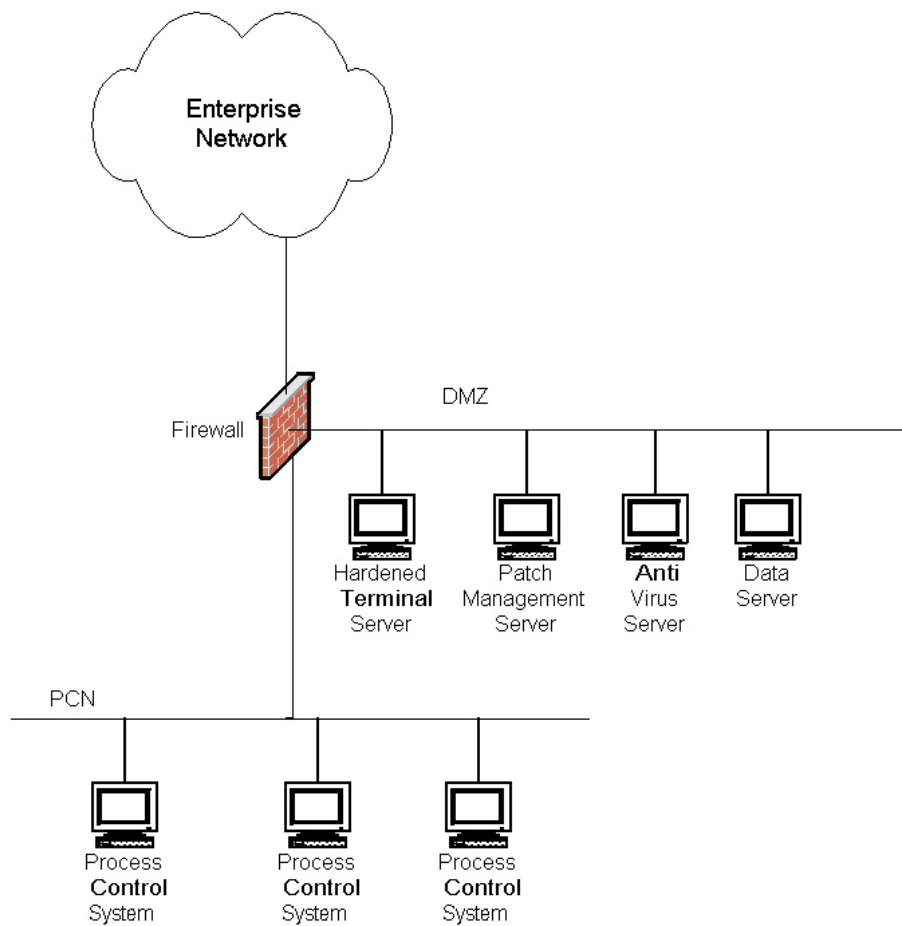 Enterprise
Network
DMZ
Firewall
Hardened
Terminal
Server
Patch
Management
Server
Anti
Virus
Server
Data
Server
PCN
Process
Control
System
Process
Control
System
Process
Control
System